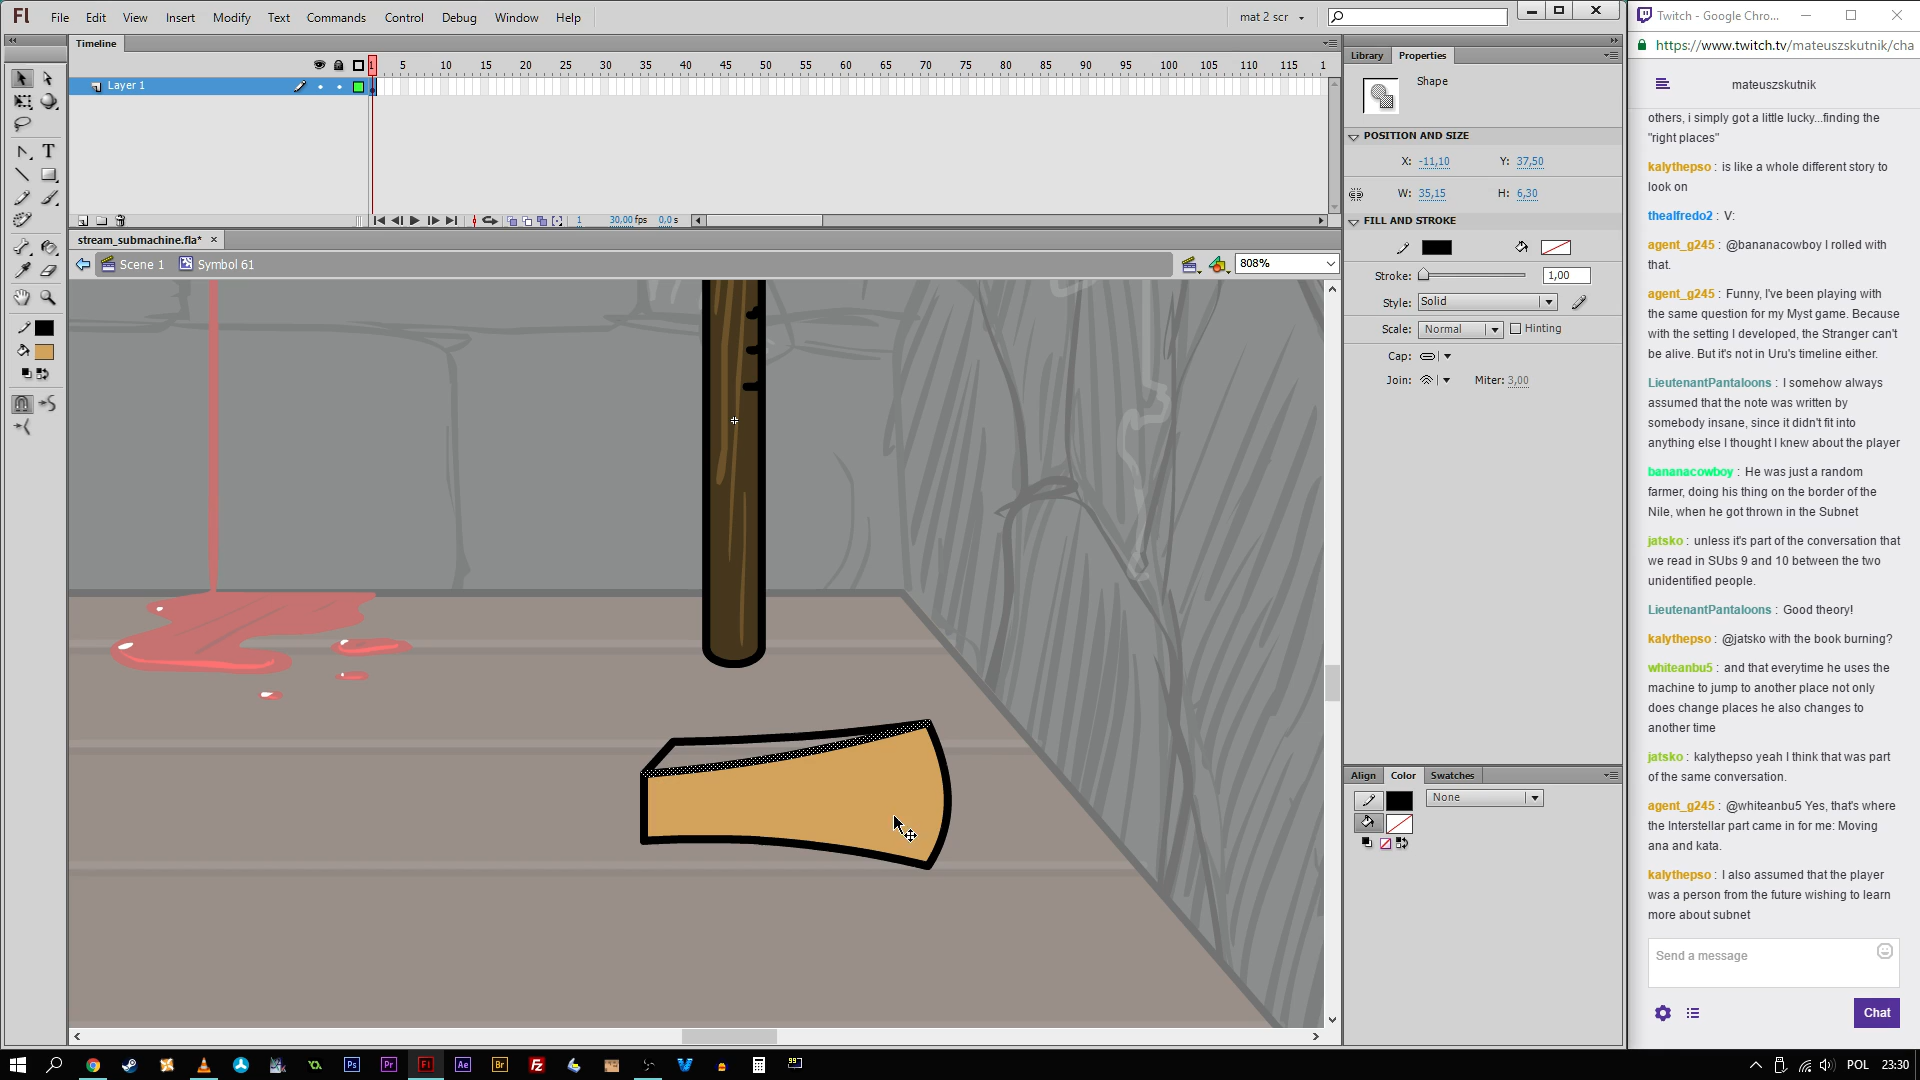 Fl File Edit View Insert Modify Text Commands Control Debug Window Help mat 2 scr
Timeline
1 5 10 15 20 25 30 35 40 45 50 55 60 65 70 75 80 85 90 95 100 105 110 115 1
Layer 1
1 30,00 fps 0,0 s
stream_submachine.fla* ×
Scene 1 Symbol 61 808%
T
Library Properties
Shape
POSITION AND SIZE
X: -11,10 Y: 37,50
W: 35,15 H: 6,30
FILL AND STROKE
Stroke: 1,00
Style: Solid
Scale: Normal Hinting
Cap:
Join: Miter: 3,00
Align Color Swatches
None
Twitch - Google Chro...
https://www.twitch.tv/mateuszskutnik/cha
mateuszskutnik
others, i simply got a little lucky...finding the
"right places"
kalythepso : is like a whole different story to
look on
thealfredo2 : V:
agent_g245 : @bananacowboy I rolled with
that.
agent_g245 : Funny, I've been playing with
the same question for my Myst game. Because
with the setting I developed, the Stranger can't
be alive. But it's not in Uru's timeline either.
LieutenantPantaloons : I somehow always
assumed that the note was written by
somebody insane, since it didn't fit into
anything else I thought I knew about the player
bananacowboy : He was just a random
farmer, doing his thing on the border of the
Nile, when he got thrown in the Subnet
jatsko : unless it's part of the conversation that
we read in SUbs 9 and 10 between the two
unidentified people.
LieutenantPantaloons : Good theory!
kalythepso : @jatsko with the book burning?
whiteanbu5 : and that everytime he uses the
machine to jump to another place not only
does change places he also changes to
another time
jatsko : kalythepso yeah I think that was part
of the same conversation.
agent_g245 : @whiteanbu5 Yes, that's where
the Interstellar part came in for me: Moving
ana and kata.
kalythepso : I also assumed that the player
was a person from the future wishing to learn
more about subnet
Send a message
Chat
Ps Pr Fl Ae Br Fz POL 23:30